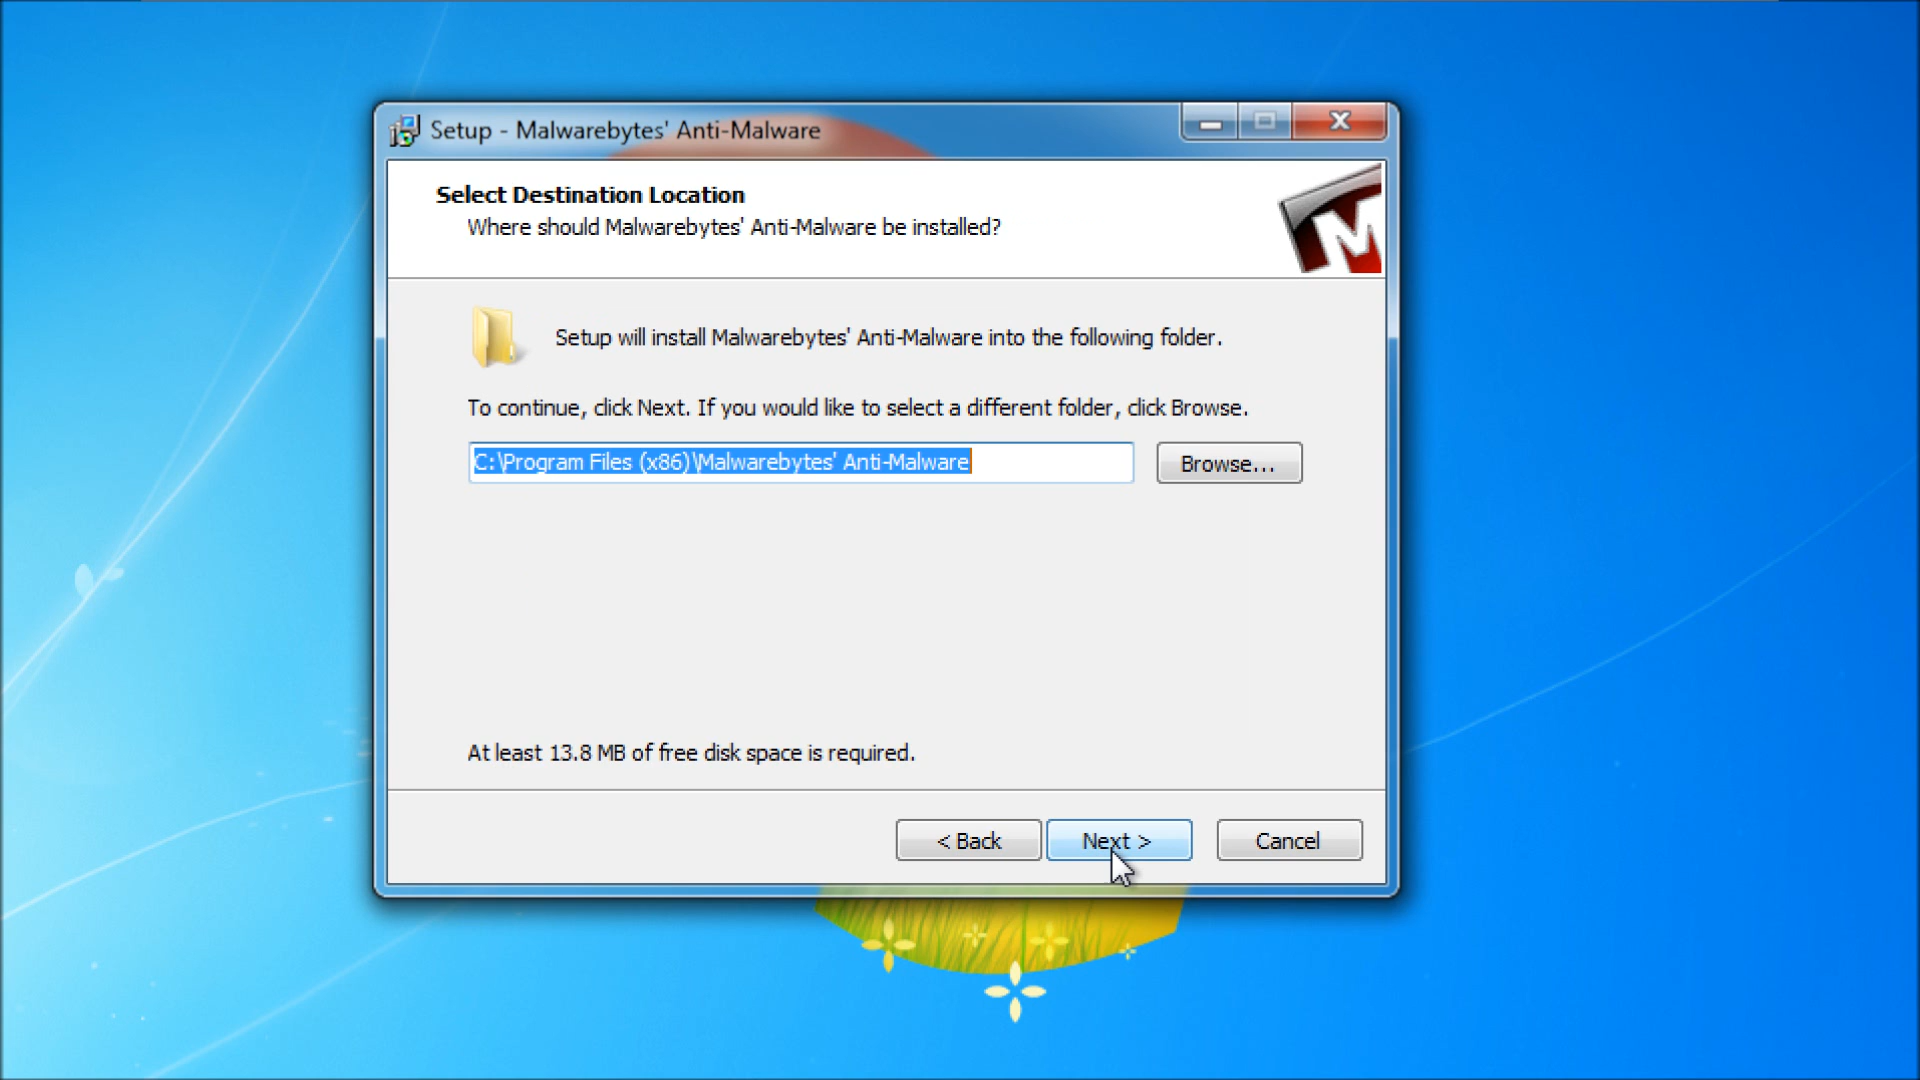 Setup - Malwarebytes' Anti-Malware
Select Destination Location
Where should Malwarebytes' Anti-Malware be installed?
Setup will install Malwarebytes' Anti-Malware into the following folder.
To continue, click Next. If you would like to select a different folder, click Browse.
C:\Program Files (x86)\Malwarebytes' Anti-Malware
Browse...
At least 13.8 MB of free disk space is required.
< Back
Next >
Cancel